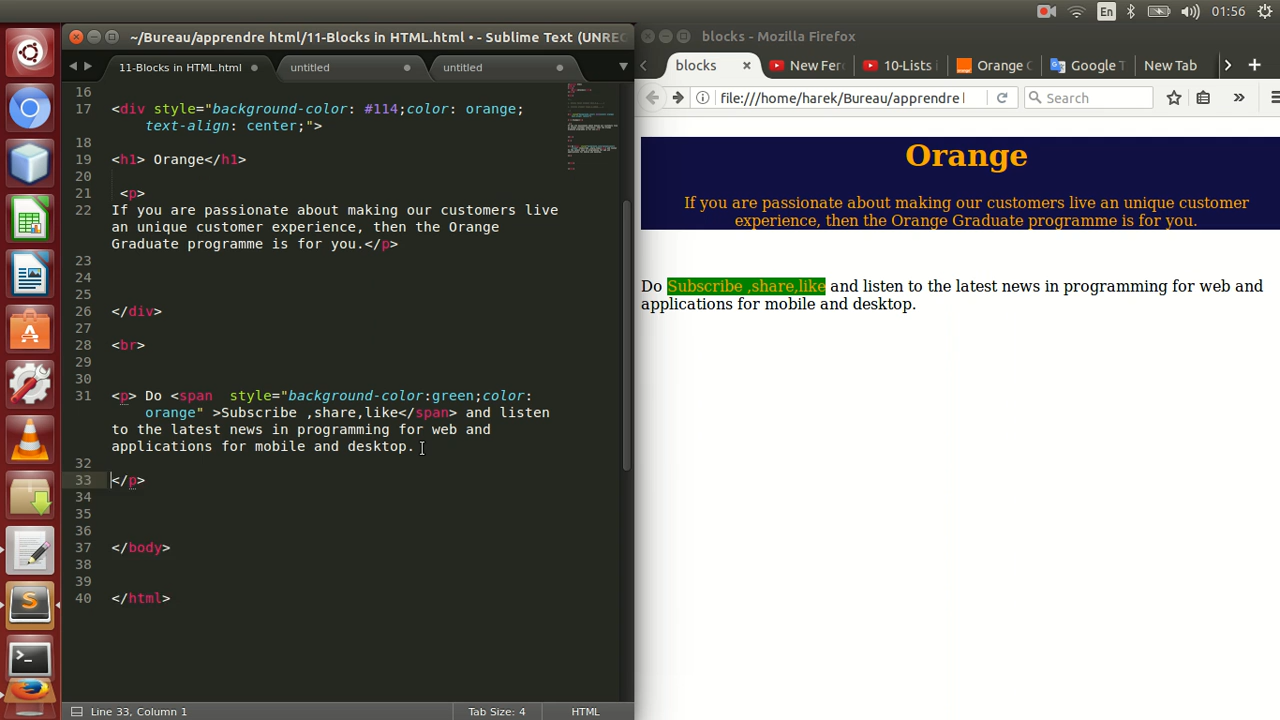 En
01:56
~/Bureau/apprendre html/11-Blocks in HTML.html • - Sublime Text (UNREC
blocks - Mozilla Firefox
11-Blocks in HTML.html
untitled
untitled
blocks
New Fer
10-Lists i
Orange C
Google T
New Tab
file:///home/harek/Bureau/apprendre
Search
16
17 <div style="background-color: #114;color: orange;
text-align: center;">
18
19 <h1> Orange</h1>
20
21 <p>
22 If you are passionate about making our customers live
an unique customer experience, then the Orange
Graduate programme is for you.</p>
23
24
25
26 </div>
27
28 <br>
29
30
31 <p> Do <span  style="background-color:green;color:
orange" >Subscribe ,share,like</span> and listen
to the latest news in programming for web and
applications for mobile and desktop.
32
33 </p>
34
35
36
37 </body>
38
39
40 </html>
Line 33, Column 1
Tab Size: 4
HTML
Orange
If you are passionate about making our customers live an unique customer
experience, then the Orange Graduate programme is for you.
Do Subscribe ,share,like and listen to the latest news in programming for web and
applications for mobile and desktop.